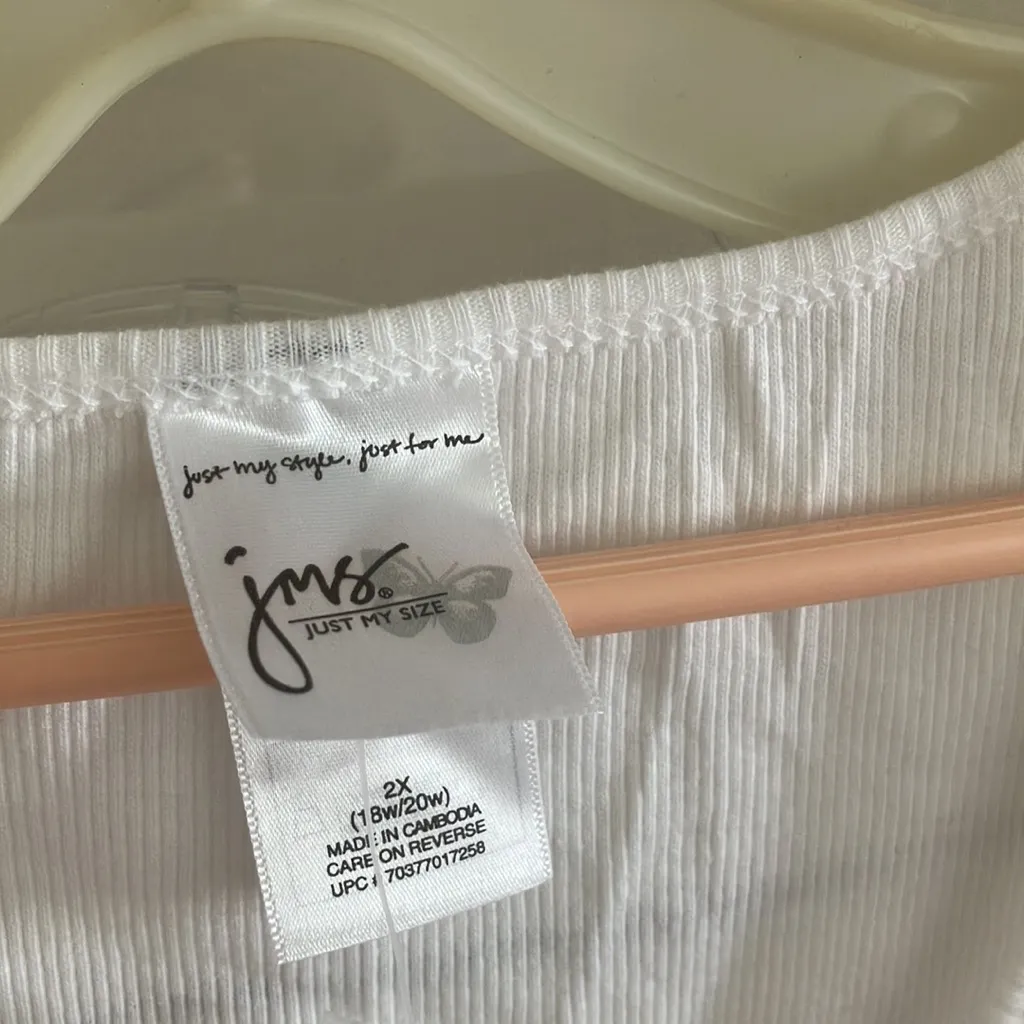 just my style. just for me
jms®
JUST MY SIZE
2X
(18w/20w)
MADE IN CAMBODIA
CARE ON REVERSE
UPC # 70377017258